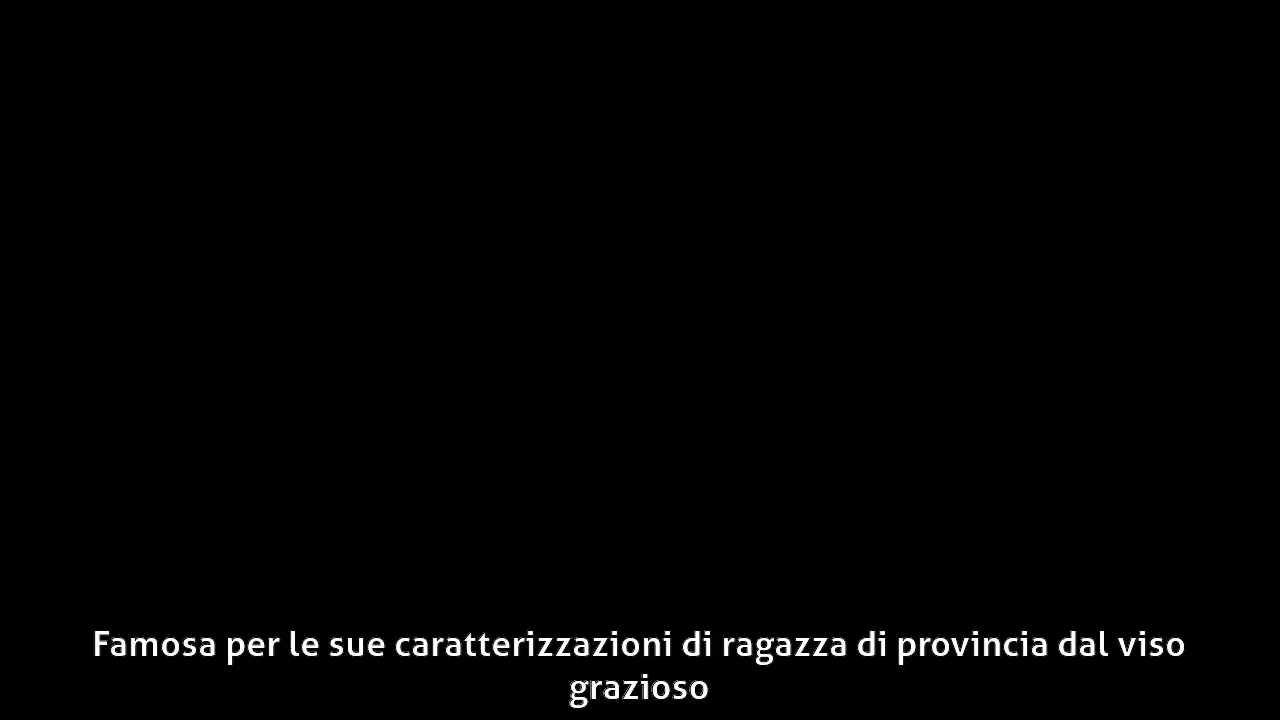 Famosa per le sue caratterizzazioni di ragazza di provincia dal viso
grazioso